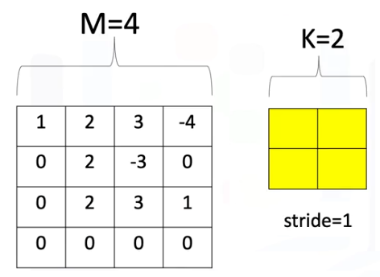 M=4
K=2
1 2 3 -4
0 2 -3 0
0 2 3 1
0 0 0 0
stride=1